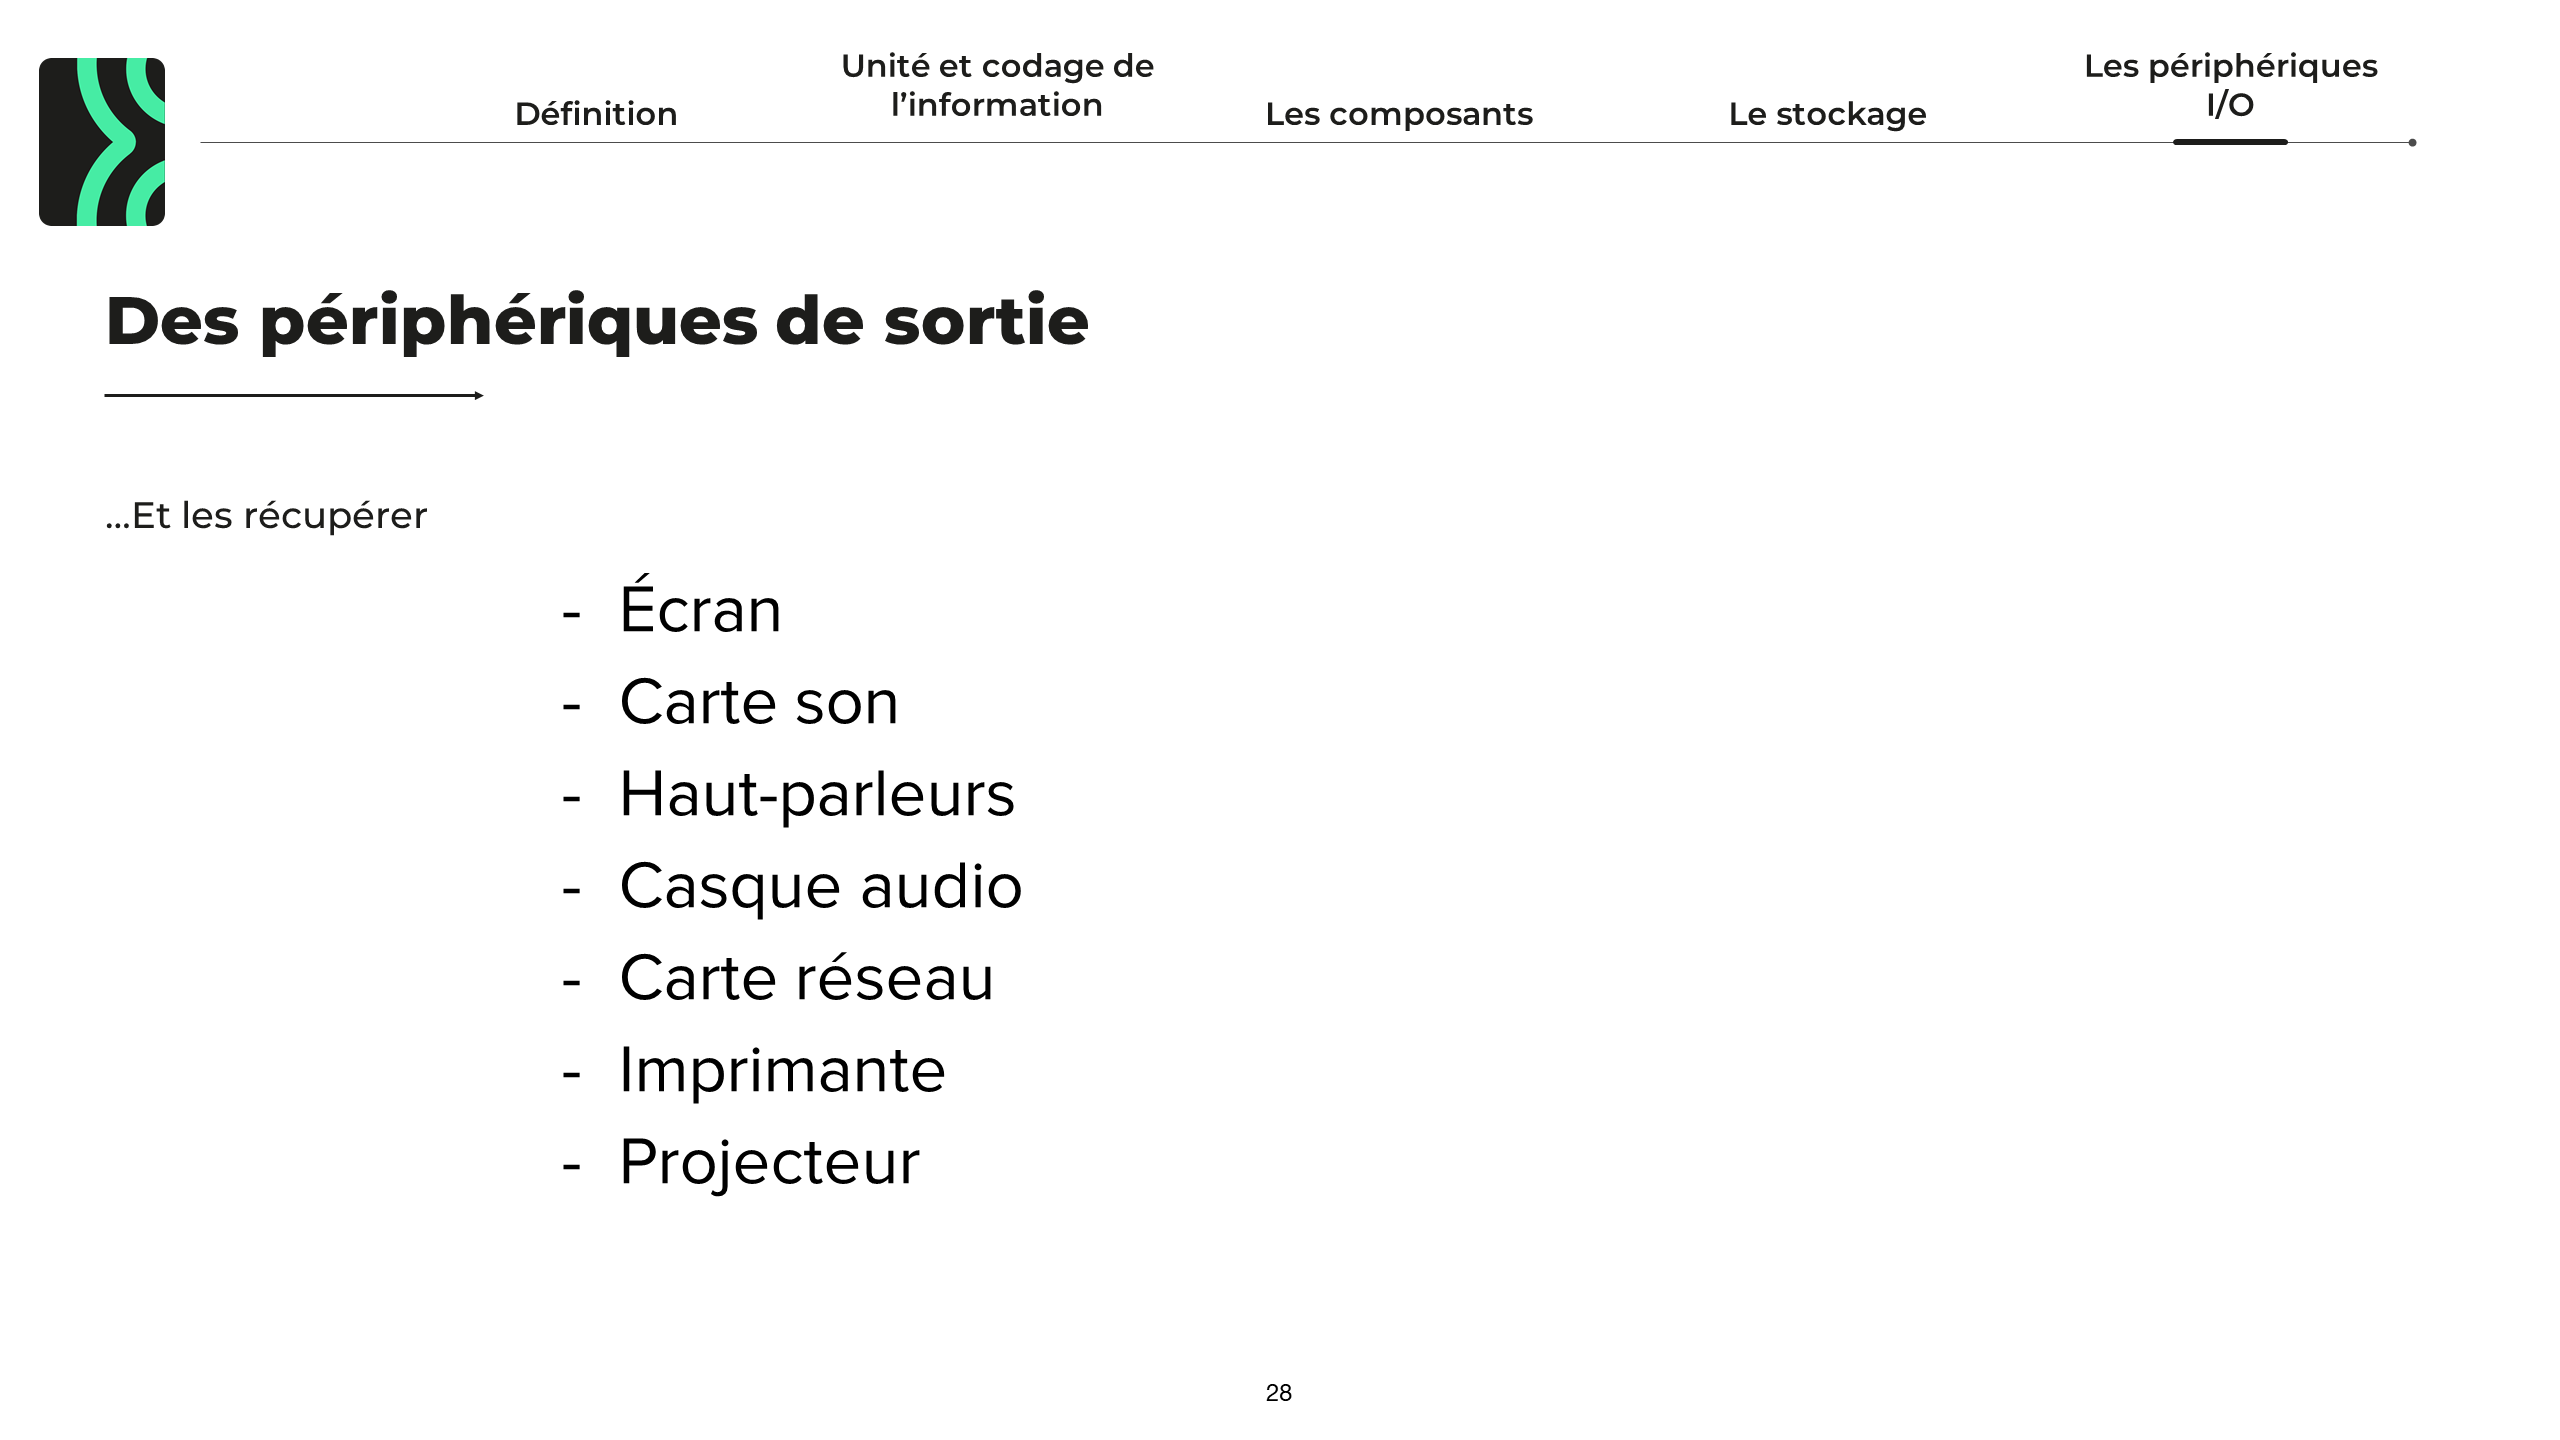 Définition
Unité et codage de
l’information
Les composants
Le stockage
Les périphériques
I/O
Des périphériques de sortie
...Et les récupérer
- Écran
- Carte son
- Haut-parleurs
- Casque audio
- Carte réseau
- Imprimante
- Projecteur
28